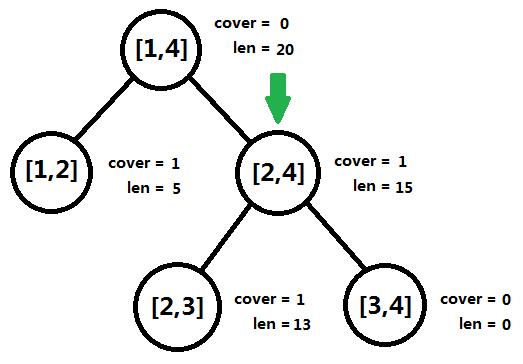 [1,4]
cover = 0
len = 20
[1,2]
cover = 1
len = 5
[2,4]
cover = 1
len = 15
[2,3]
cover = 1
len = 13
[3,4]
cover = 0
len = 0